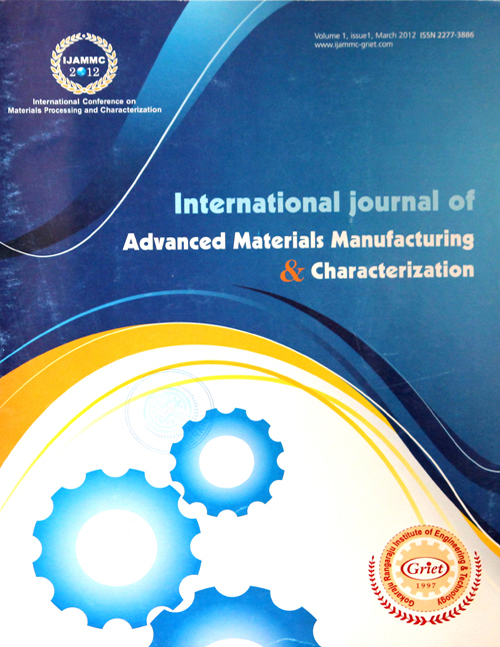 IJAMMC
2012
International Conference on
Materials Processing and Characterization
Volume 1, issue1, March 2012 ISSN 2277-3886
www.ijammc-griet.com
International journal of
Advanced Materials Manufacturing
& Characterization
Gokaraju Rangaraju Institute of Engineering & Technology
Griet
1997